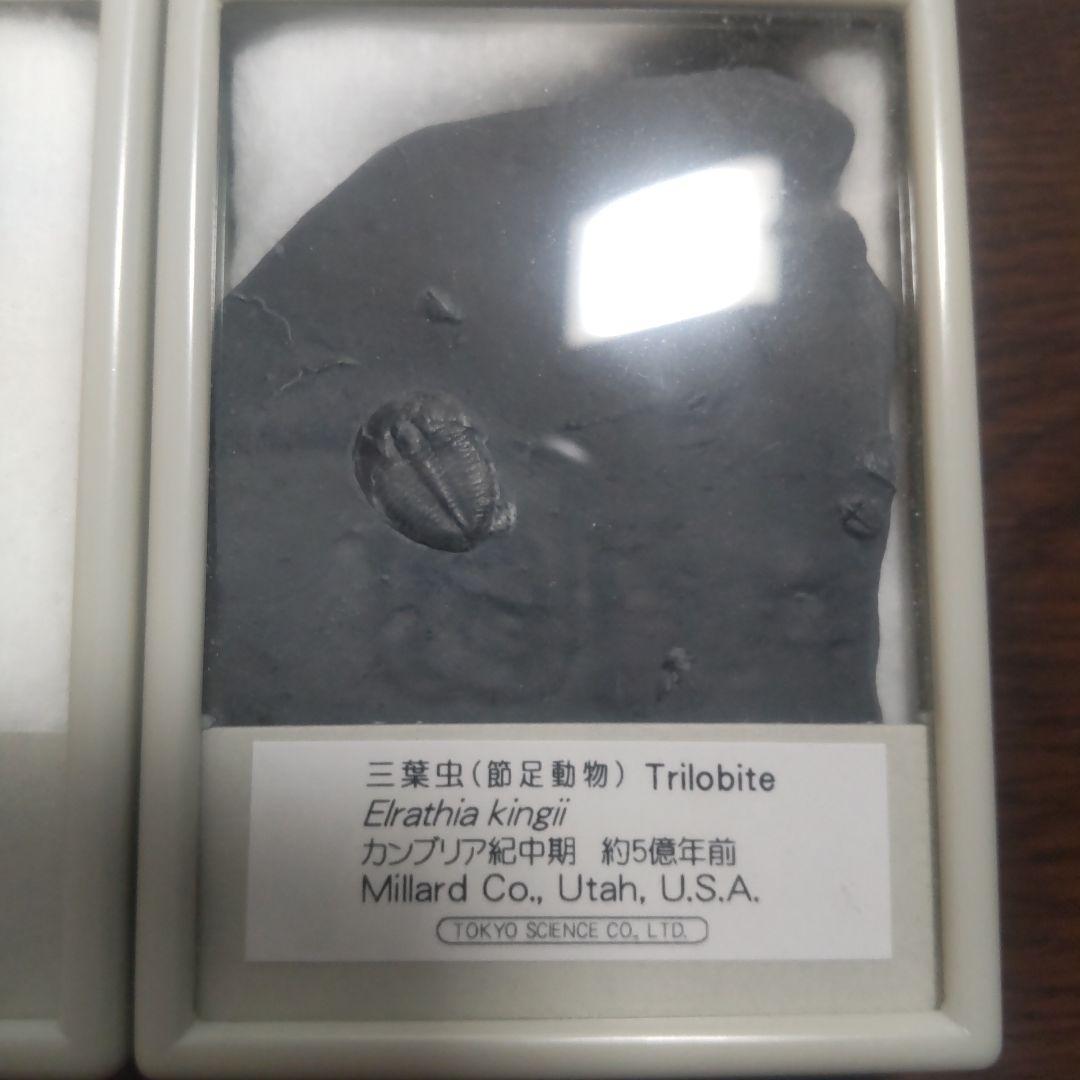 三葉虫(節足動物) Trilobite
Elrathia kingii
カンブリア紀中期 約5億年前
Millard Co., Utah, U.S.A.
TOKYO SCIENCE CO., LTD.